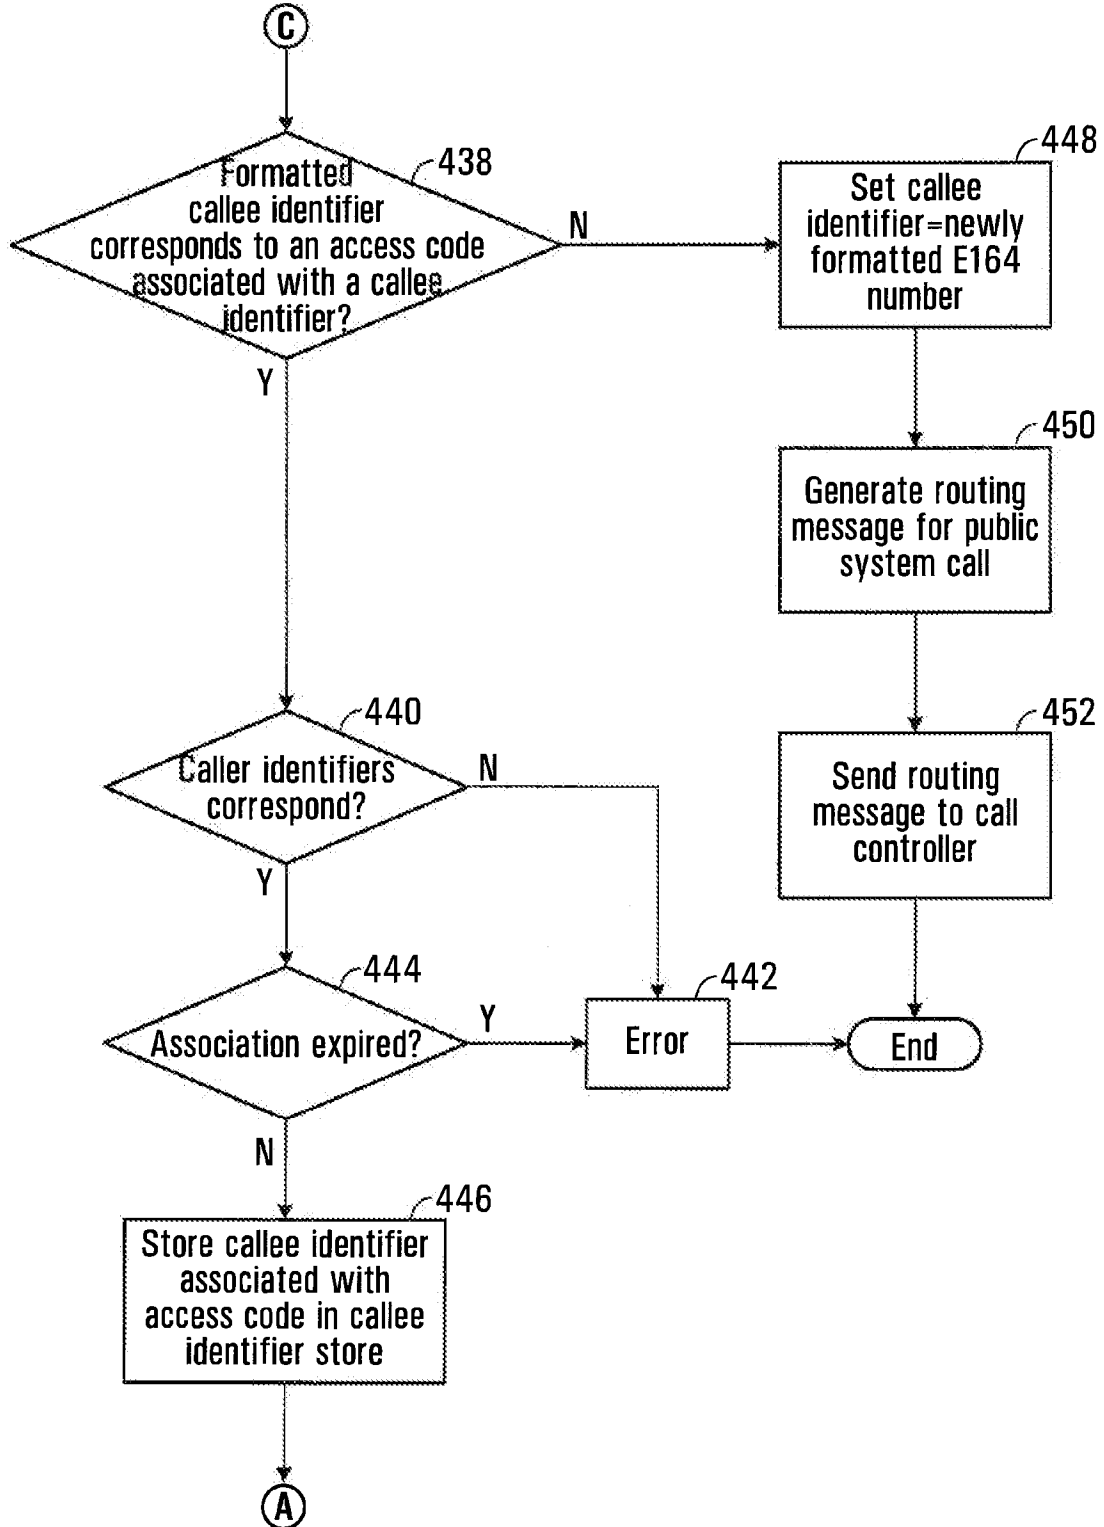 C
438
Formatted
callee identifier
corresponds to an access code
associated with a callee
identifier?
N
Y
448
Set callee
identifier=newly
formatted E164
number
450
Generate routing
message for public
system call
440
Caller identifiers
correspond?
N
Y
452
Send routing
message to call
controller
444
Association expired?
Y
N
442
Error
End
446
Store callee identifier
associated with
access code in callee
identifier store
A